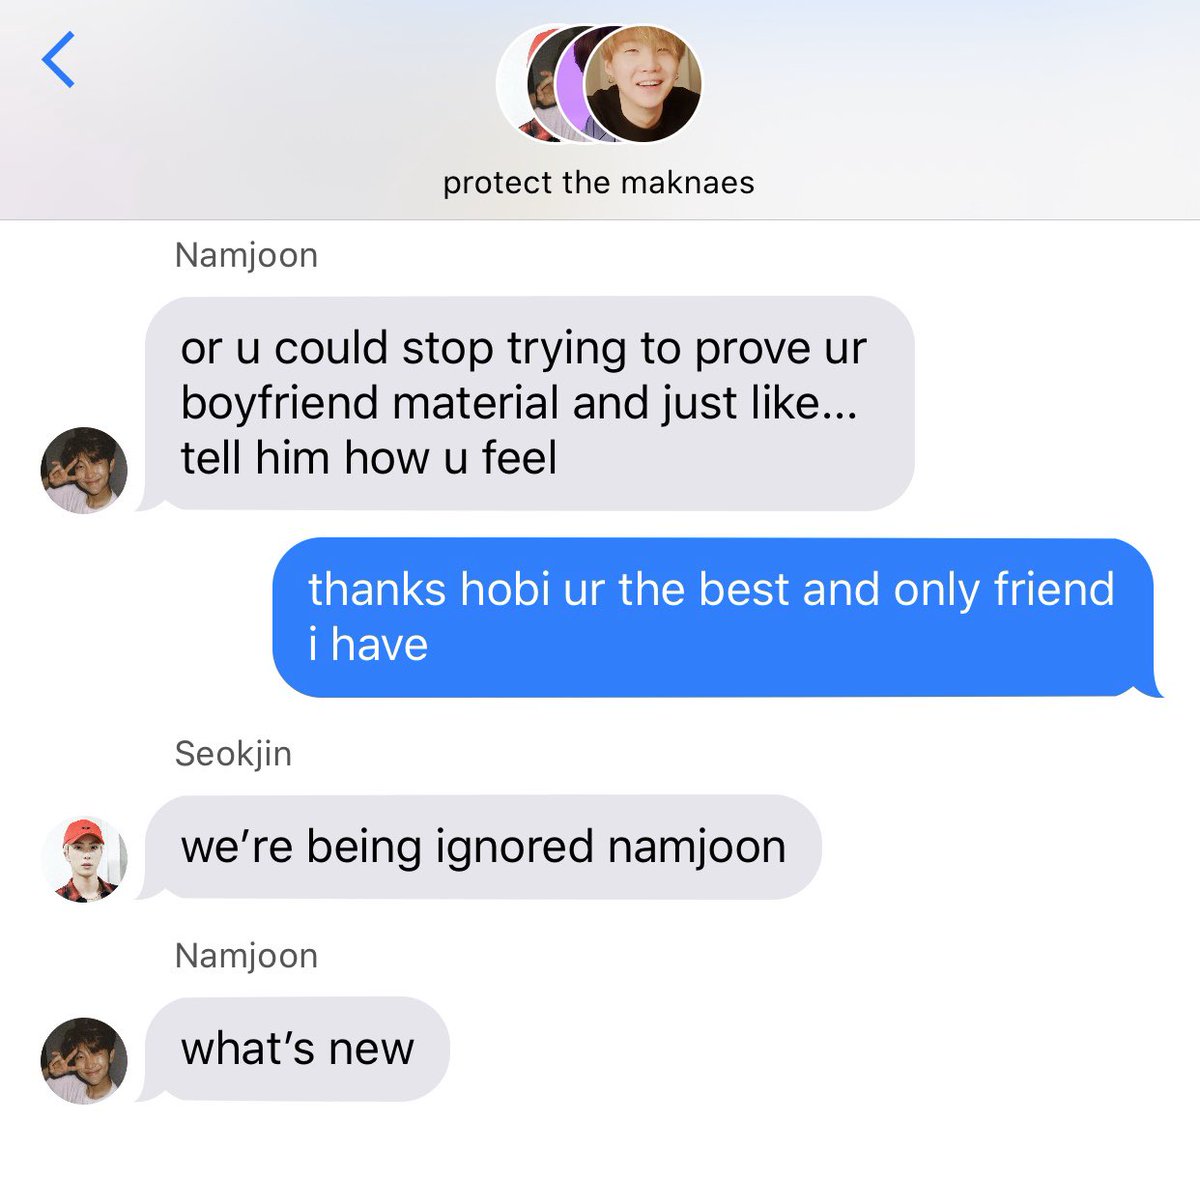 protect the maknaes
Namjoon
or u could stop trying to prove ur
boyfriend material and just like...
tell him how u feel
thanks hobi ur the best and only friend
i have
Seokjin
we’re being ignored namjoon
Namjoon
what’s new